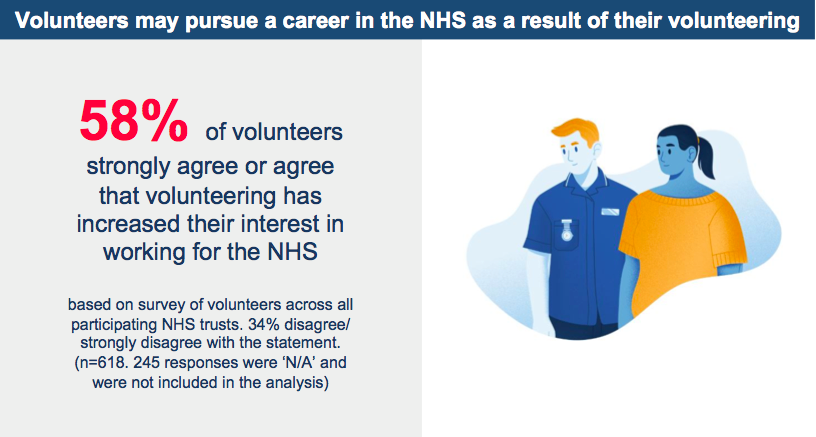 Volunteers may pursue a career in the NHS as a result of their volunteering
58% of volunteers
strongly agree or agree
that volunteering has
increased their interest in
working for the NHS
based on survey of volunteers across all
participating NHS trusts. 34% disagree/
strongly disagree with the statement.
(n=618. 245 responses were ‘N/A’ and
were not included in the analysis)